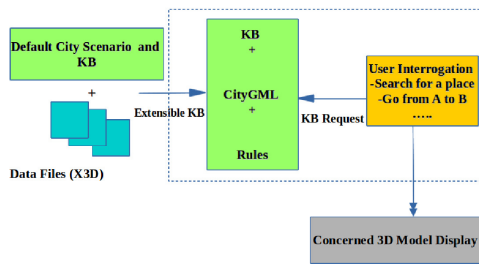 Default City Scenario and
KB
+
Data Files (X3D)
Extensible KB
KB
+
CityGML
+
Rules
KB Request
User Interrogation
-Search for a place
-Go from A to B
.....
Concerned 3D Model Display